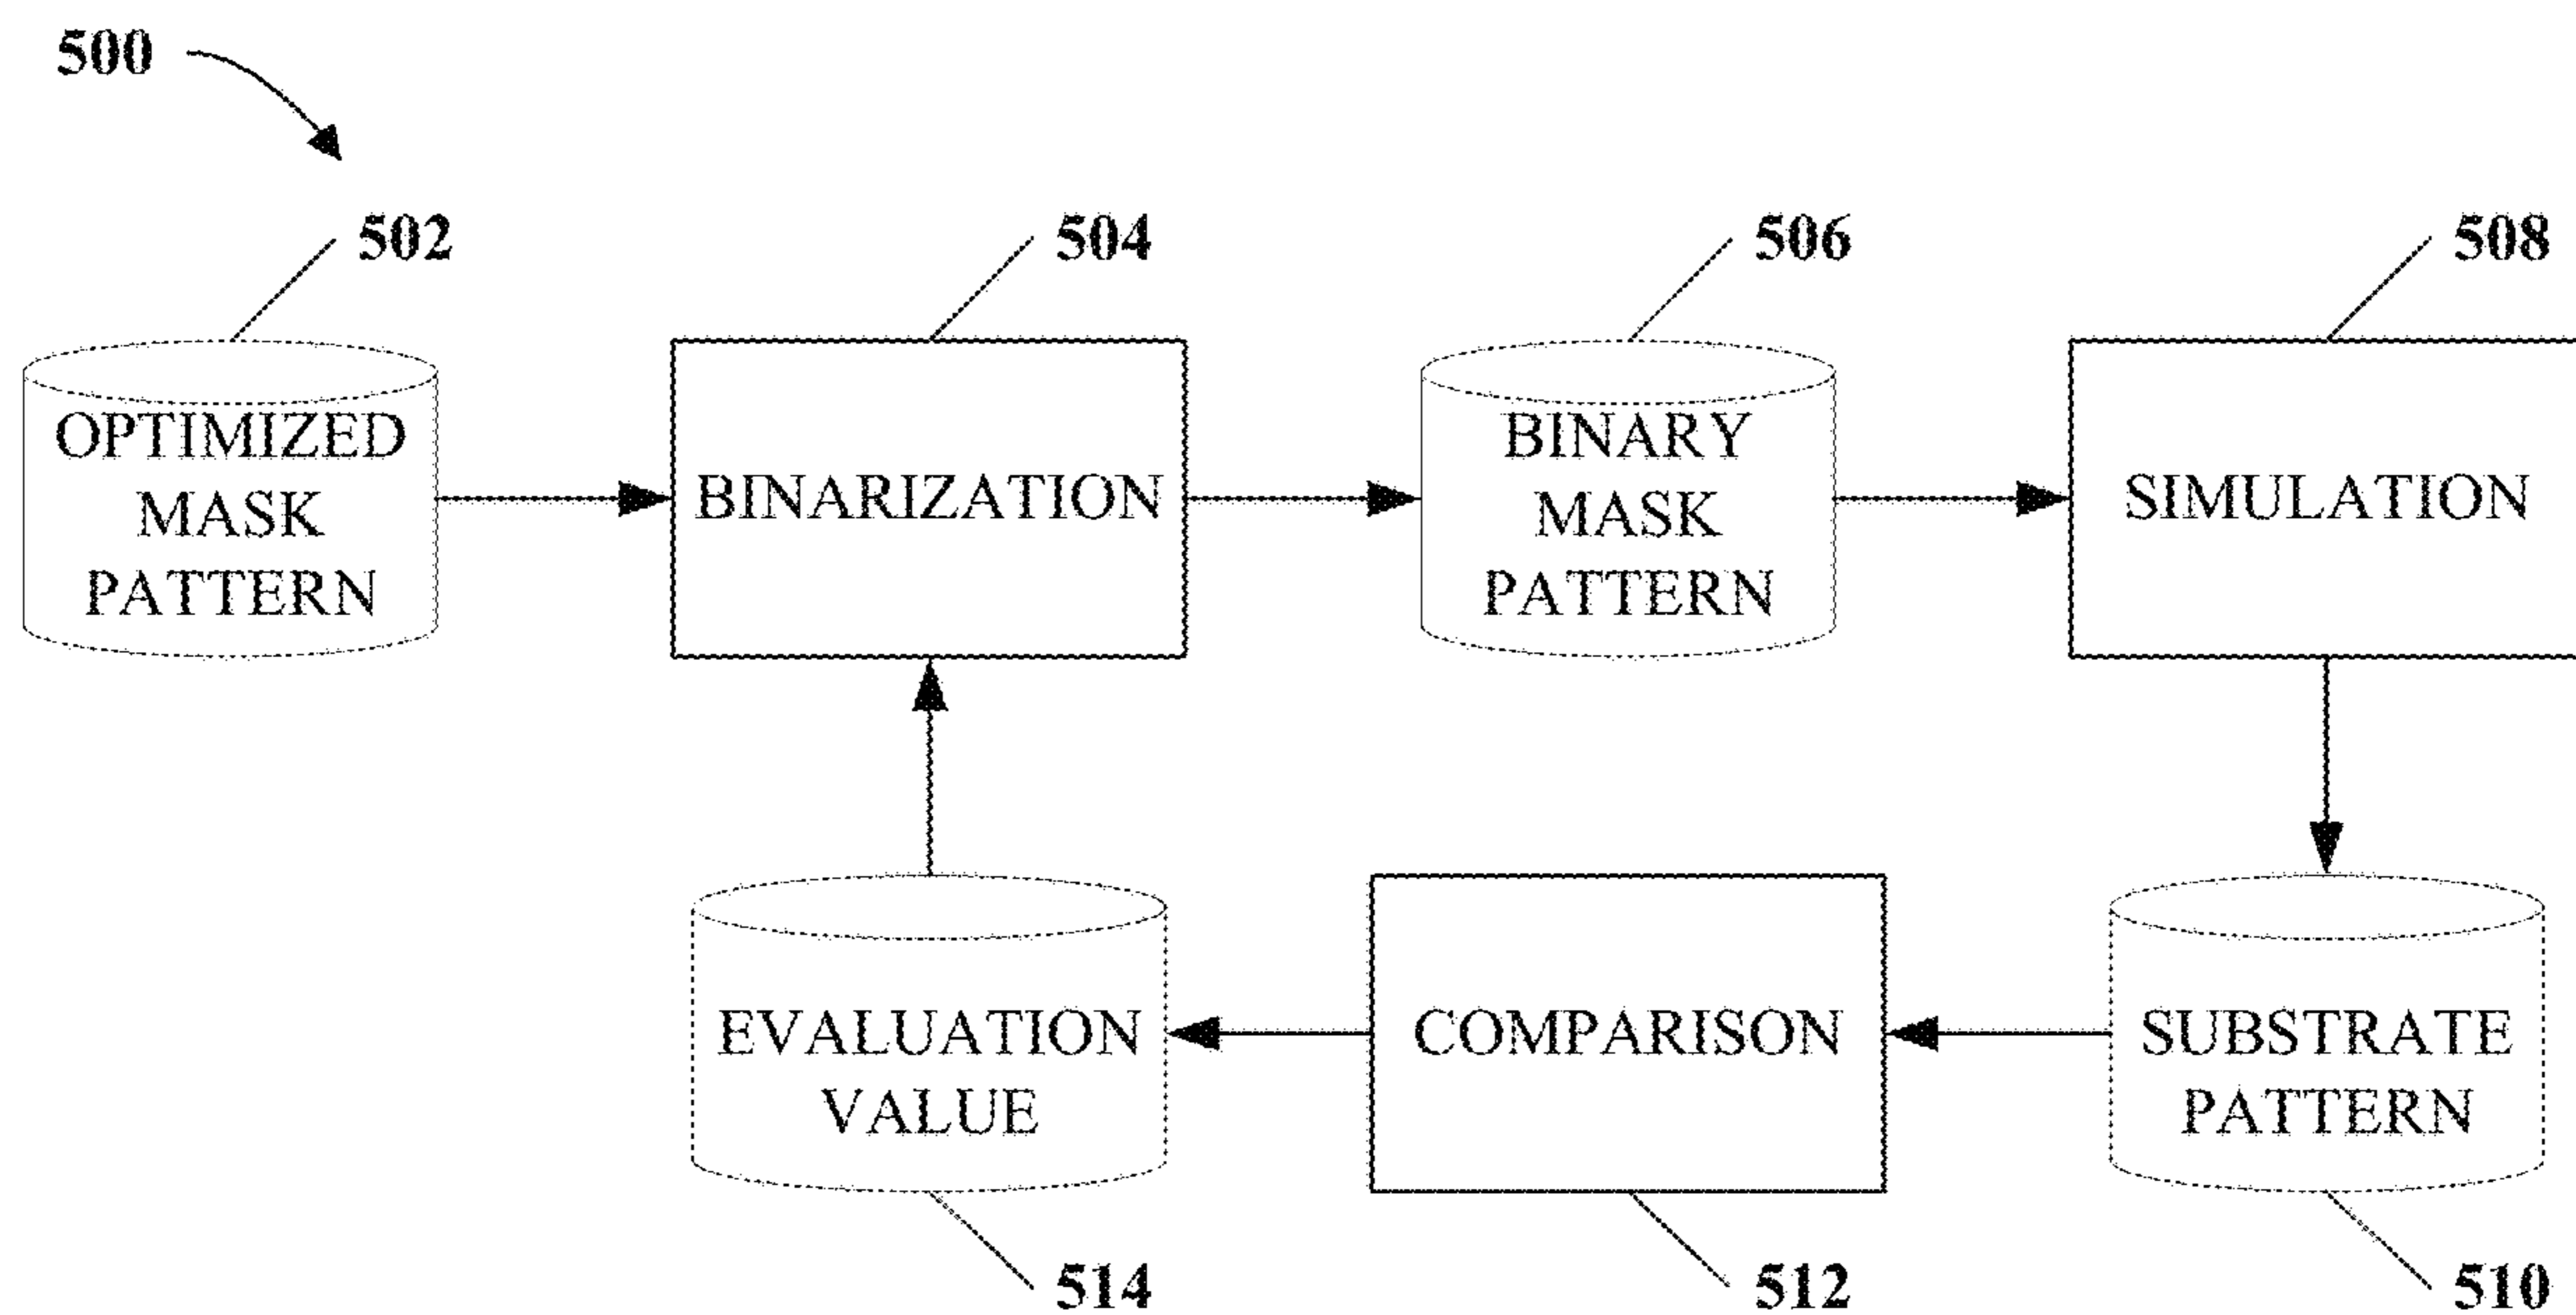 500
502
504
506
508
OPTIMIZED
MASK
PATTERN
BINARIZATION
BINARY
MASK
PATTERN
SIMULATION
EVALUATION
VALUE
COMPARISON
SUBSTRATE
PATTERN
514
512
510